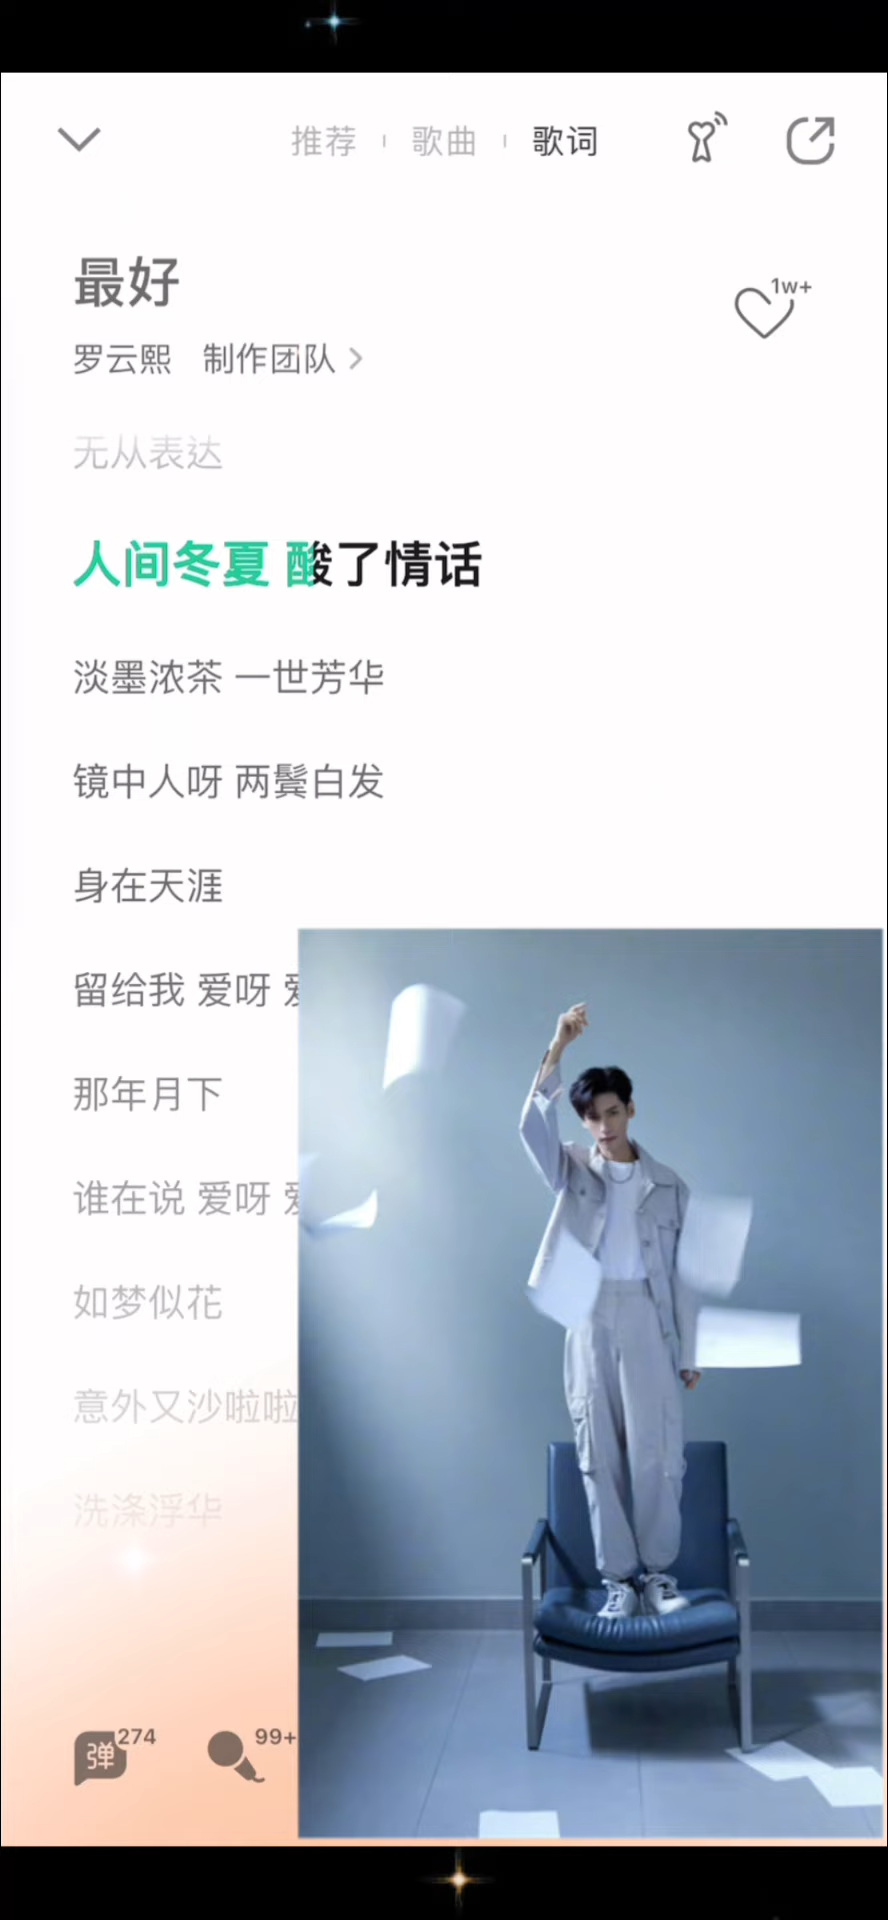 推荐 歌曲 歌词
最好
1w+
罗云熙 制作团队
无从表达
人间冬夏 酸了情话
淡墨浓茶 一世芳华
镜中人呀 两鬓白发
身在天涯
留给我 爱呀
那年月下
谁在说 爱呀
如梦似花
意外又沙啦啦
洗涤浮华
弹 274 99+